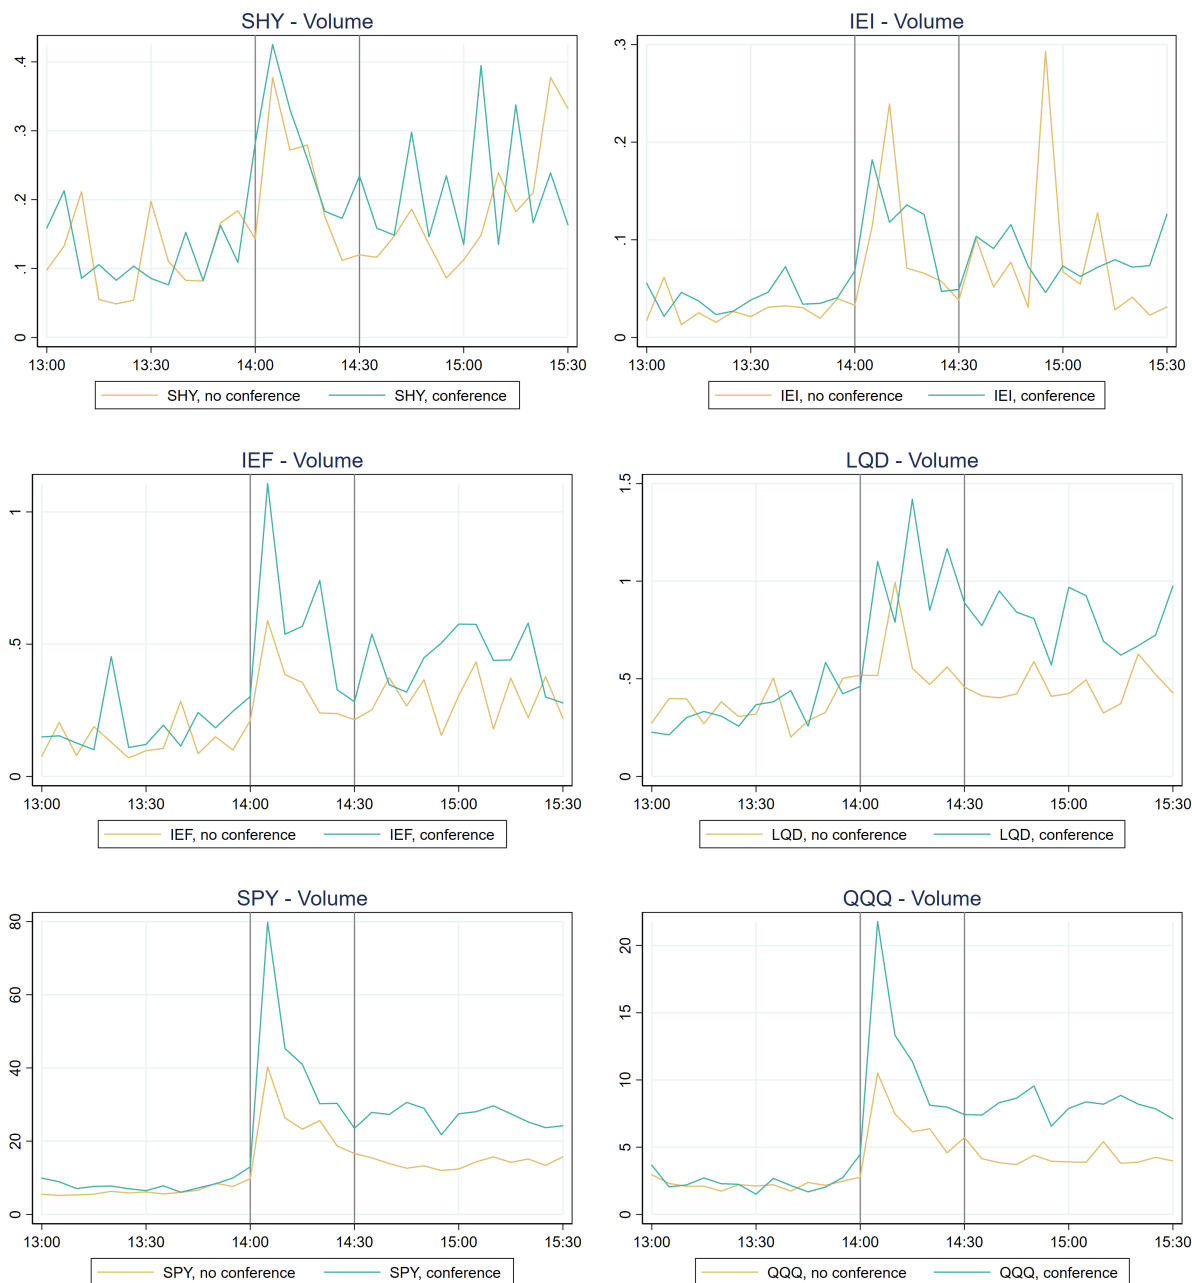 SHY - Volume
.4
.3
.2
.1
0
13:00 13:30 14:00 14:30 15:00 15:30
SHY, no conference SHY, conference
IEI - Volume
.3
.2
.1
0
13:00 13:30 14:00 14:30 15:00 15:30
IEI, no conference IEI, conference
IEF - Volume
1
.5
0
13:00 13:30 14:00 14:30 15:00 15:30
IEF, no conference IEF, conference
LQD - Volume
1.5
1
.5
0
13:00 13:30 14:00 14:30 15:00 15:30
LQD, no conference LQD, conference
SPY - Volume
80
60
40
20
0
13:00 13:30 14:00 14:30 15:00 15:30
SPY, no conference SPY, conference
QQQ - Volume
20
15
10
5
0
13:00 13:30 14:00 14:30 15:00 15:30
QQQ, no conference QQQ, conference